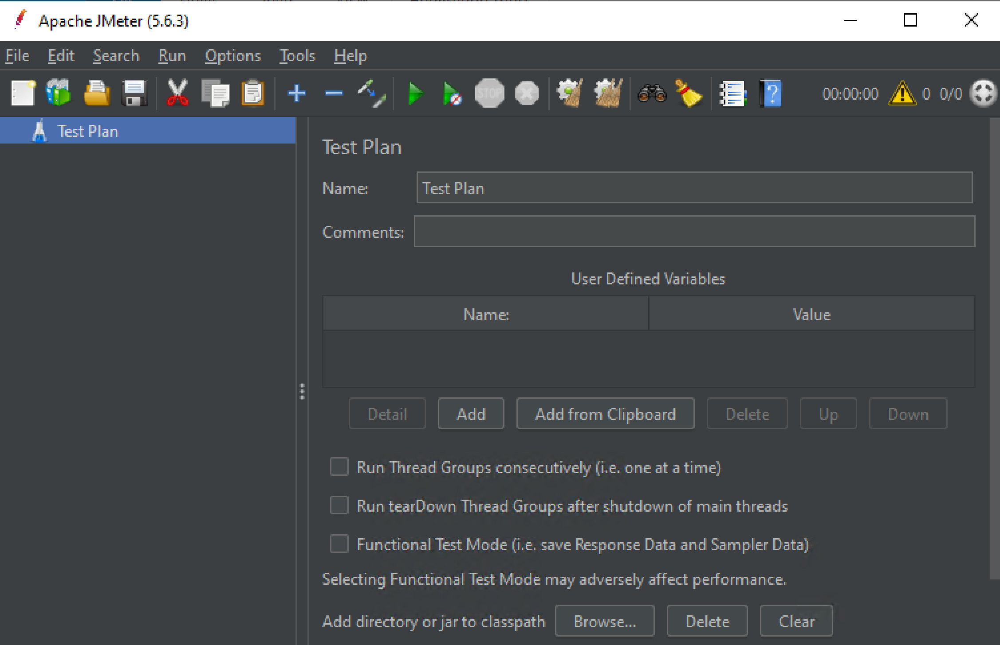 Apache JMeter (5.6.3)
File Edit Search Run Options Tools Help
STOP
? 00:00:00 0 0/0
Test Plan
Test Plan
Name: Test Plan
Comments:
User Defined Variables
Name: Value
Detail Add Add from Clipboard Delete Up Down
Run Thread Groups consecutively (i.e. one at a time)
Run tearDown Thread Groups after shutdown of main threads
Functional Test Mode (i.e. save Response Data and Sampler Data)
Selecting Functional Test Mode may adversely affect performance.
Add directory or jar to classpath Browse... Delete Clear